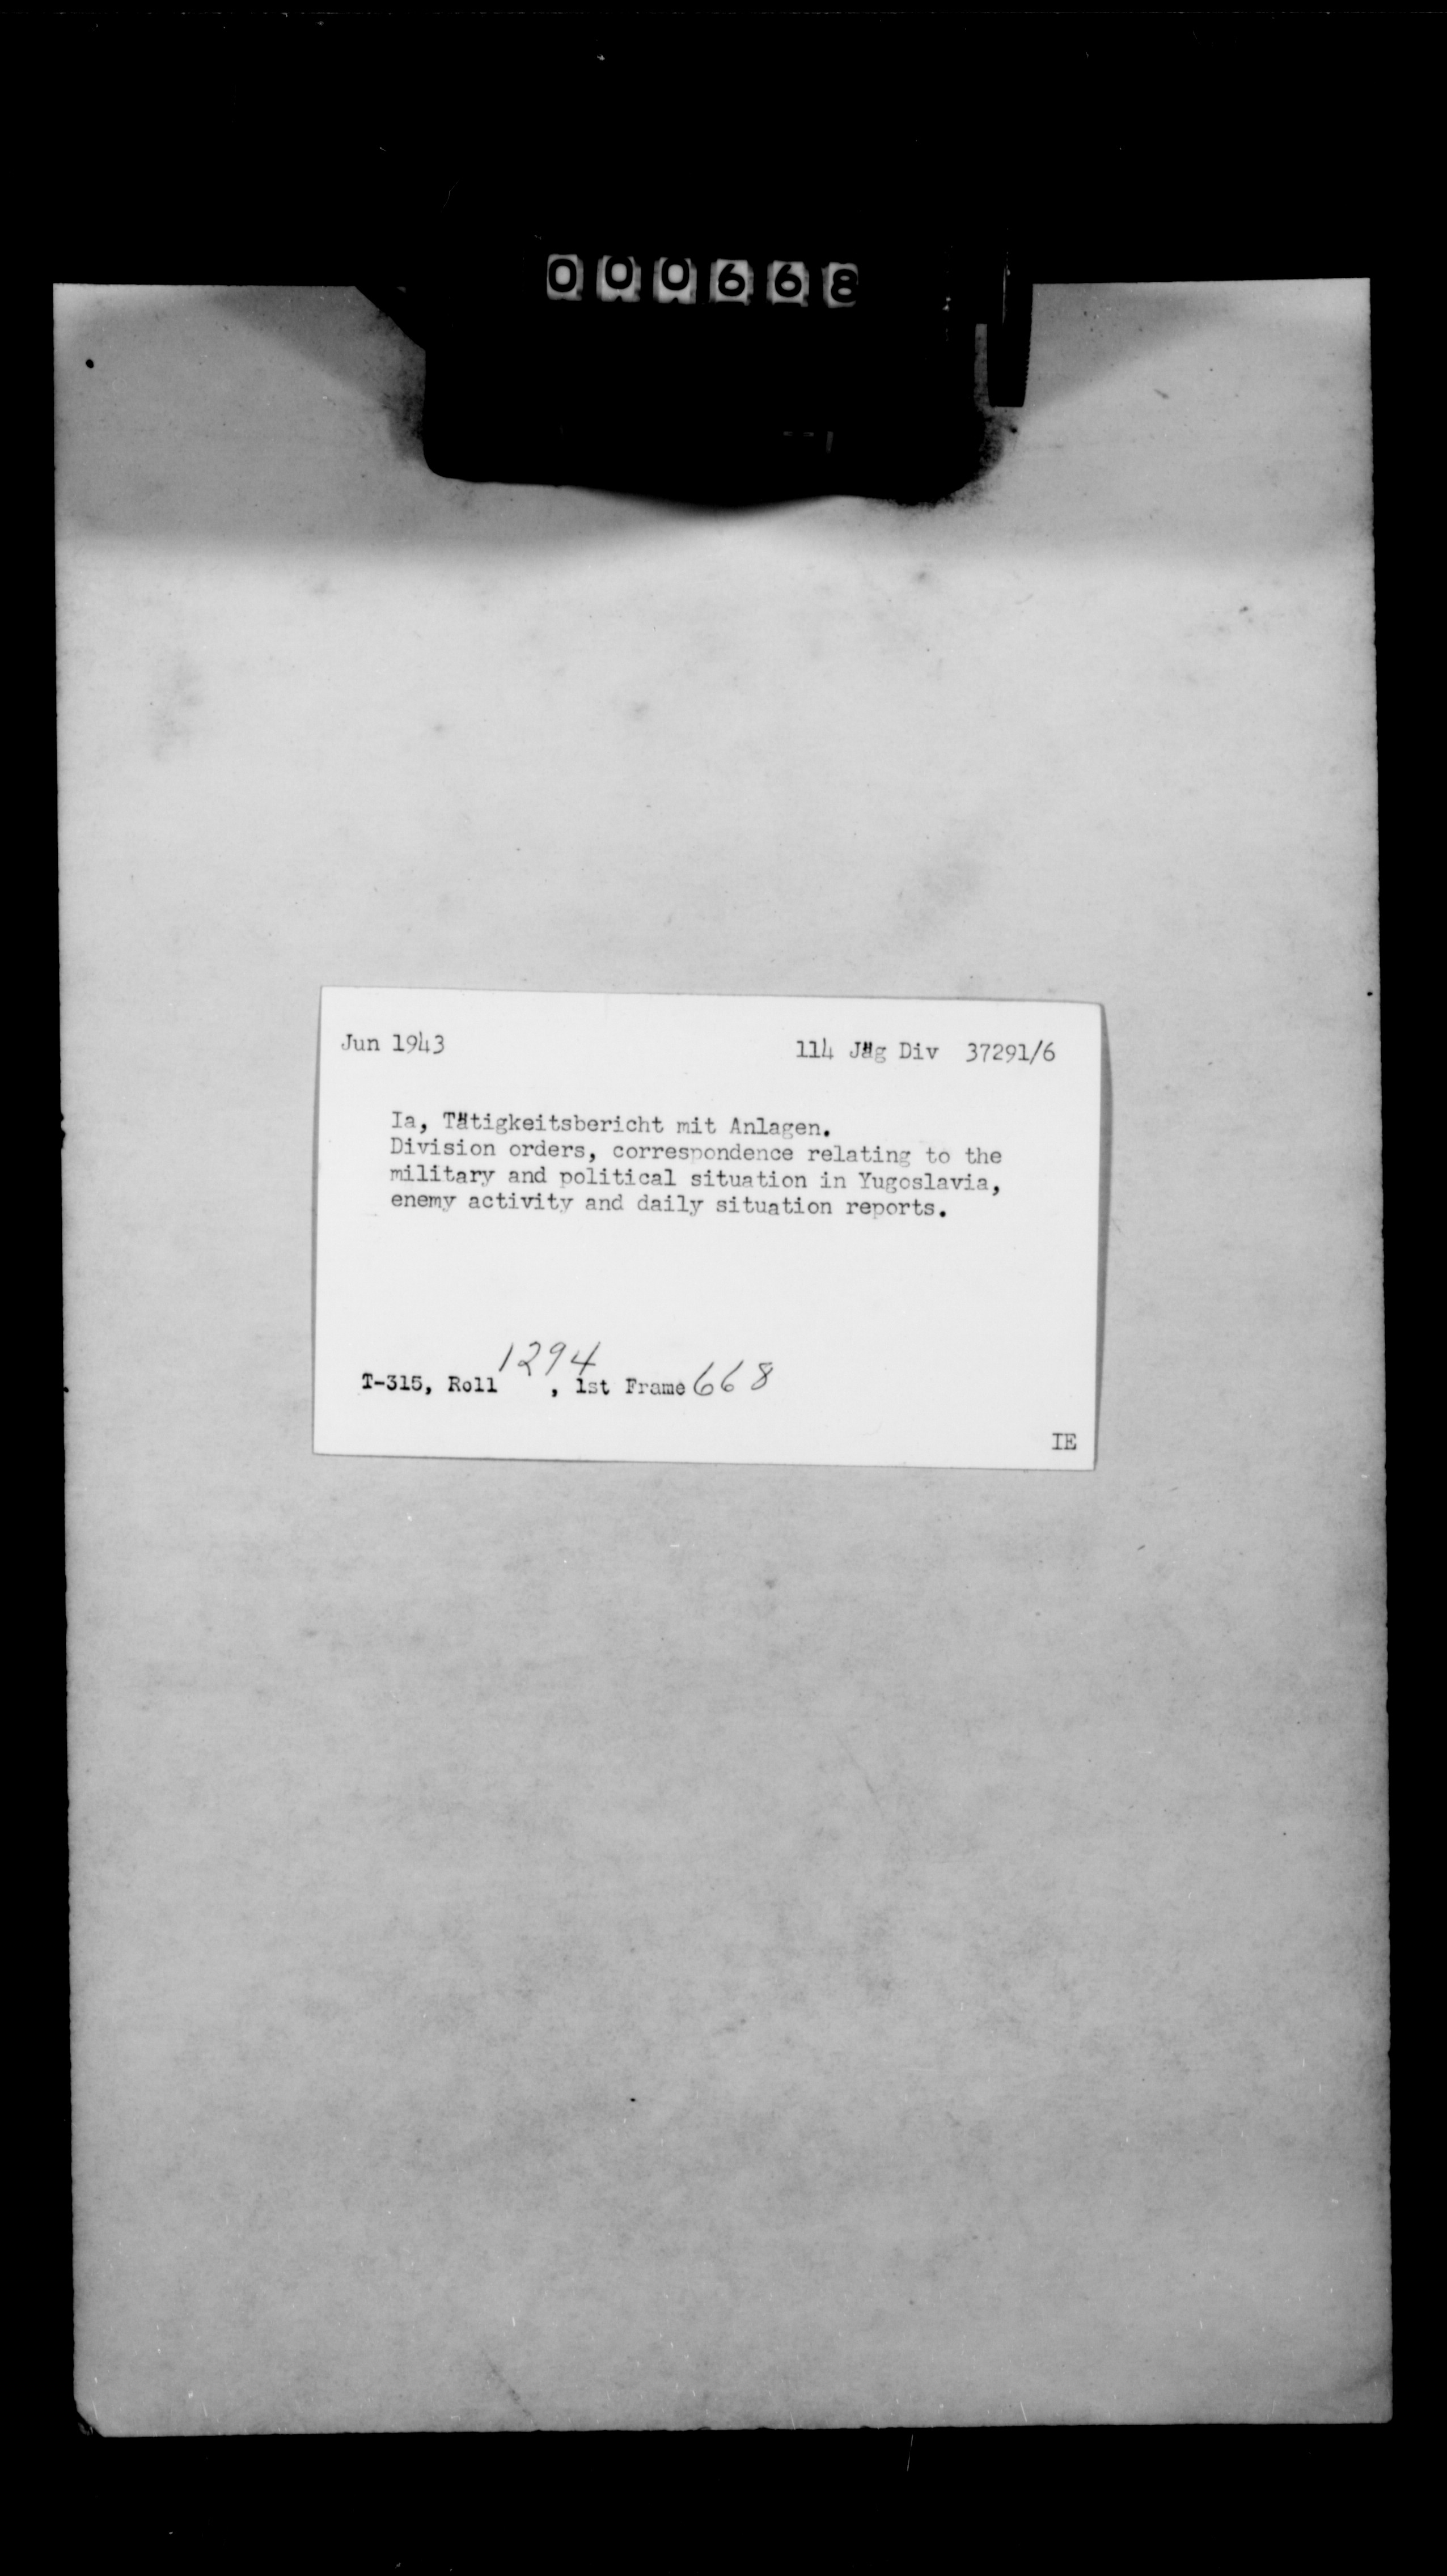 000668
Jun 1943 114 Jäg Div 37291/6
Ia, Tätigkeitsbericht mit Anlagen.
Division orders, correspondence relating to the
military and political situation in Yugoslavia,
enemy activity and daily situation reports.
T-315, Roll 1294, 1st Frame 668
IE